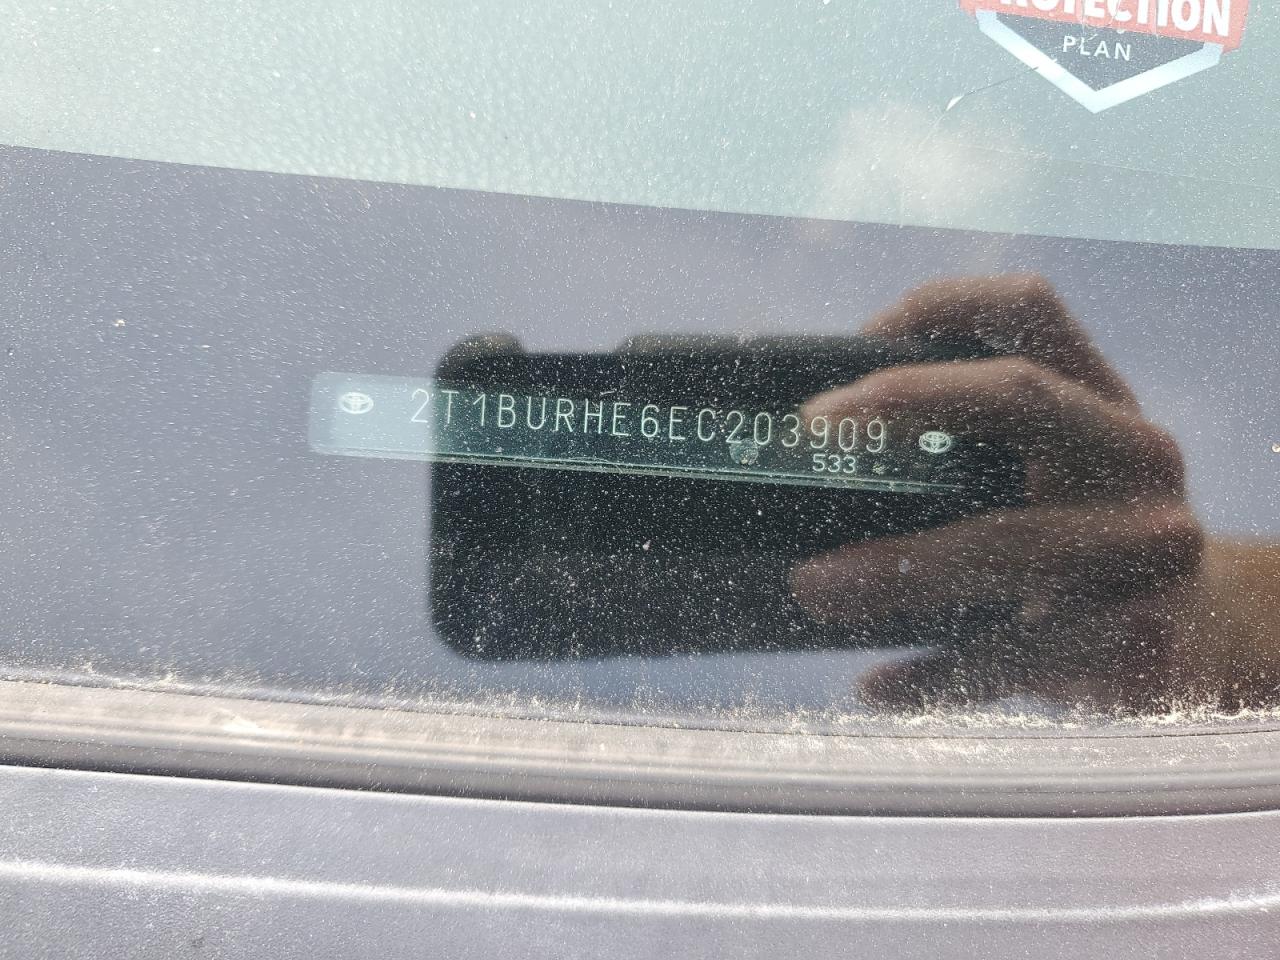 PROTECTION
PLAN
2T1BURHE6EC203909
533